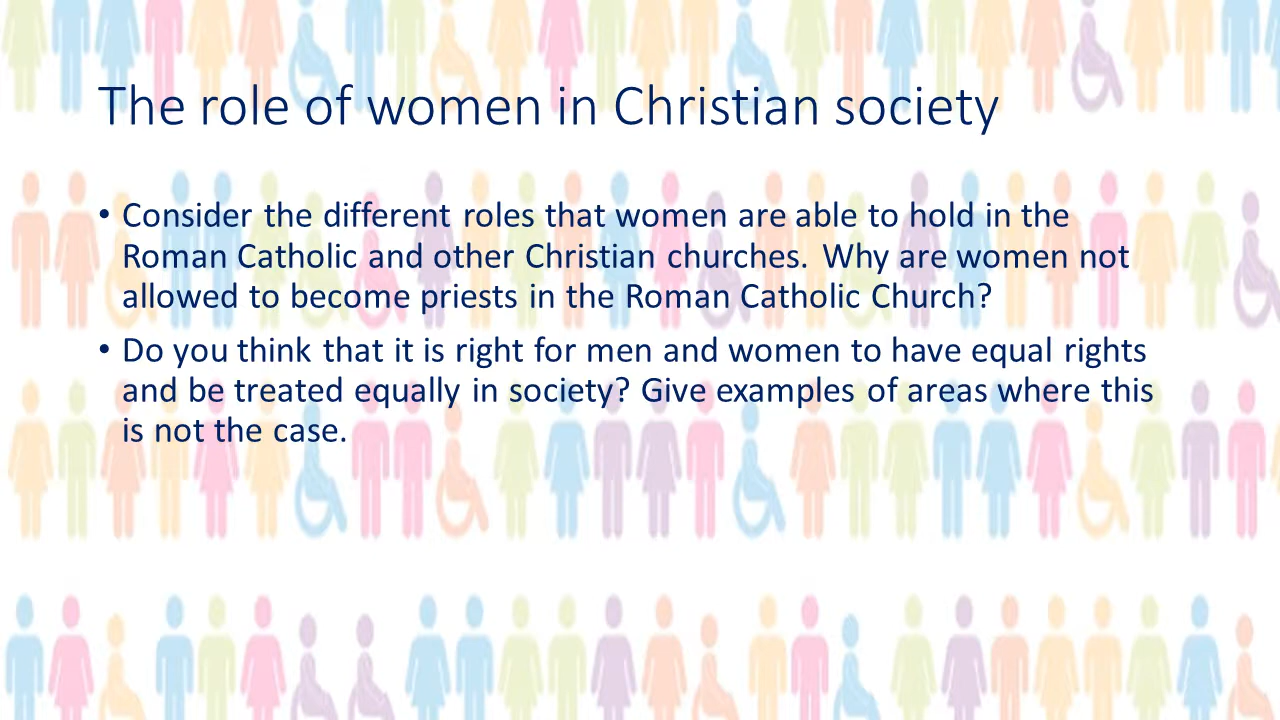 The role of women in Christian society
• Consider the different roles that women are able to hold in the
Roman Catholic and other Christian churches.  Why are women not
allowed to become priests in the Roman Catholic Church?
• Do you think that it is right for men and women to have equal rights
and be treated equally in society? Give examples of areas where this
is not the case.